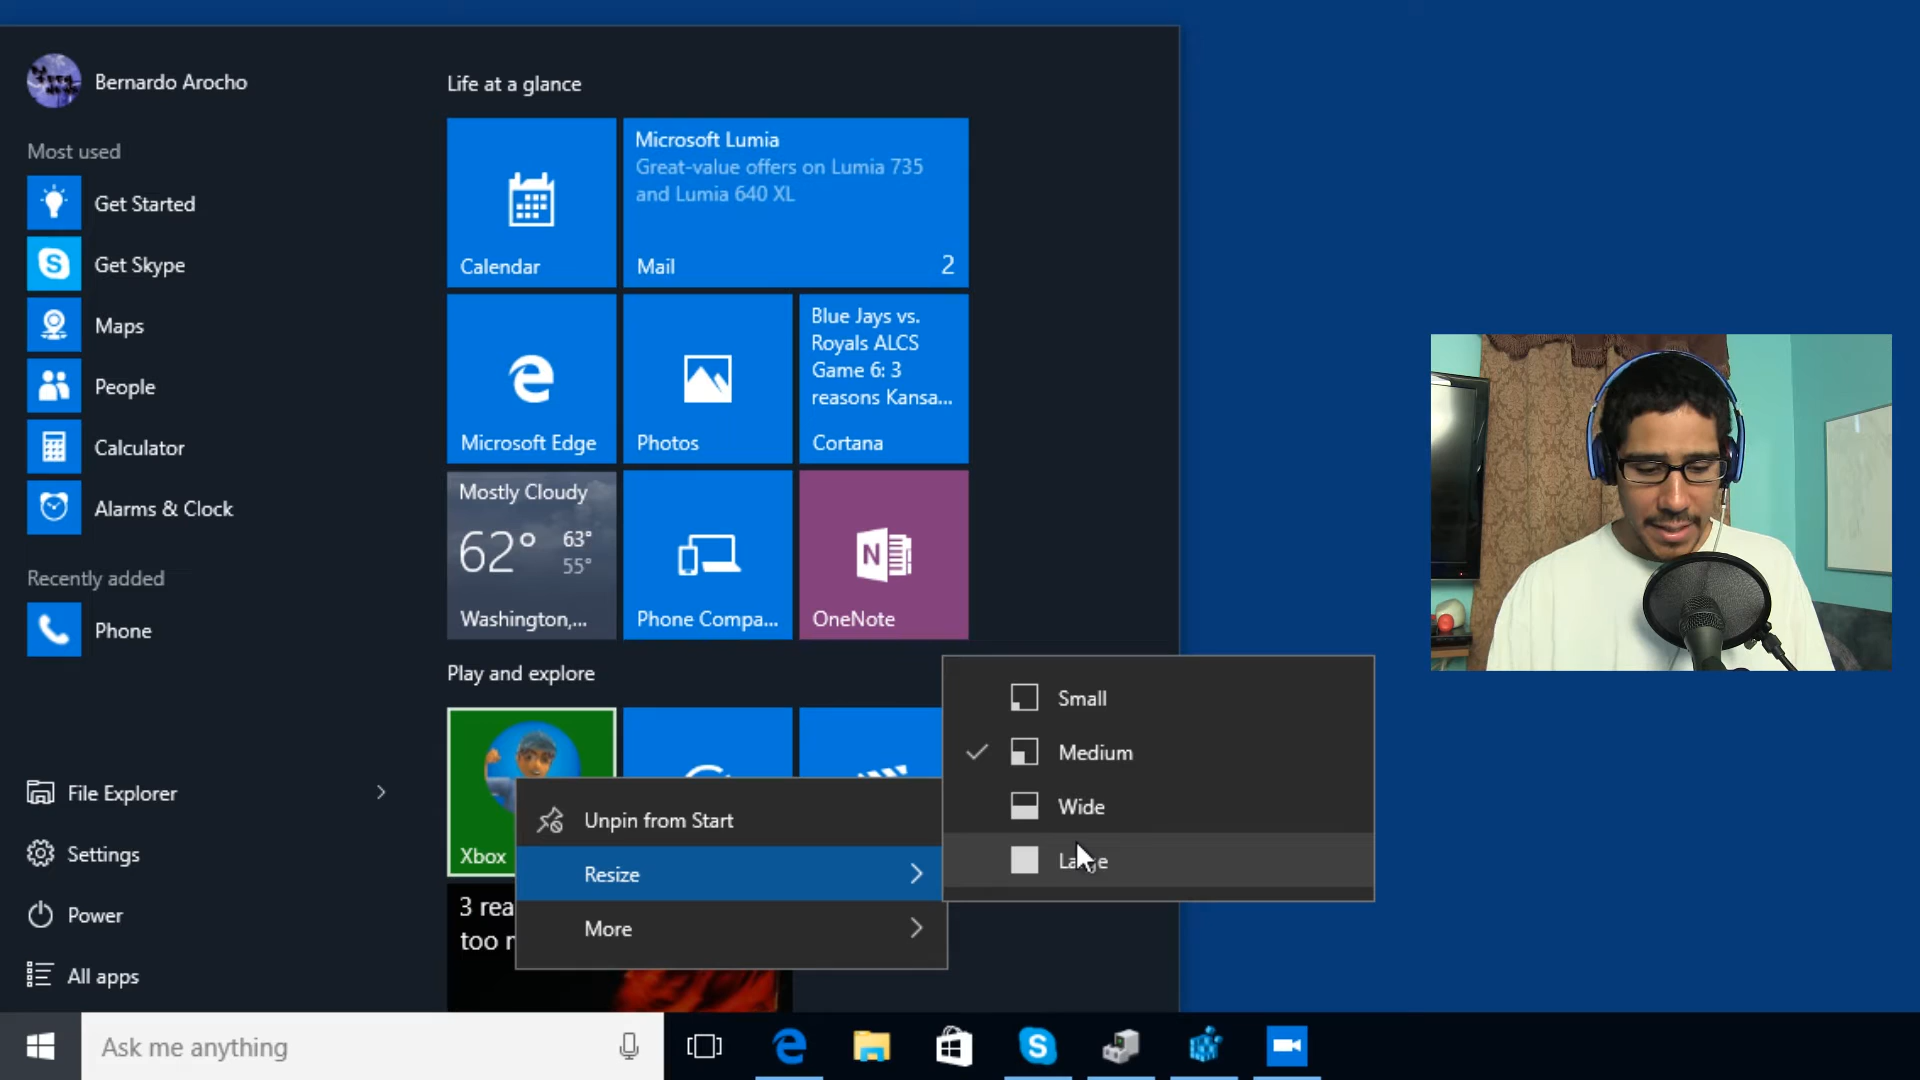 Bernardo Arocho
Most used
Get Started
Get Skype
Maps
People
Calculator
Alarms & Clock
Recently added
Phone
File Explorer
Settings
Power
All apps
Life at a glance
Calendar
Microsoft Lumia
Great-value offers on Lumia 735
and Lumia 640 XL
Mail 2
Microsoft Edge
Photos
Blue Jays vs.
Royals ALCS
Game 6: 3
reasons Kansa...
Cortana
Mostly Cloudy
62° 63°
55°
Washington,...
Phone Compa...
N
OneNote
Play and explore
Xbox
3 rea
too
Unpin from Start
Resize
More
Small
Medium
Wide
Large
Ask me anything